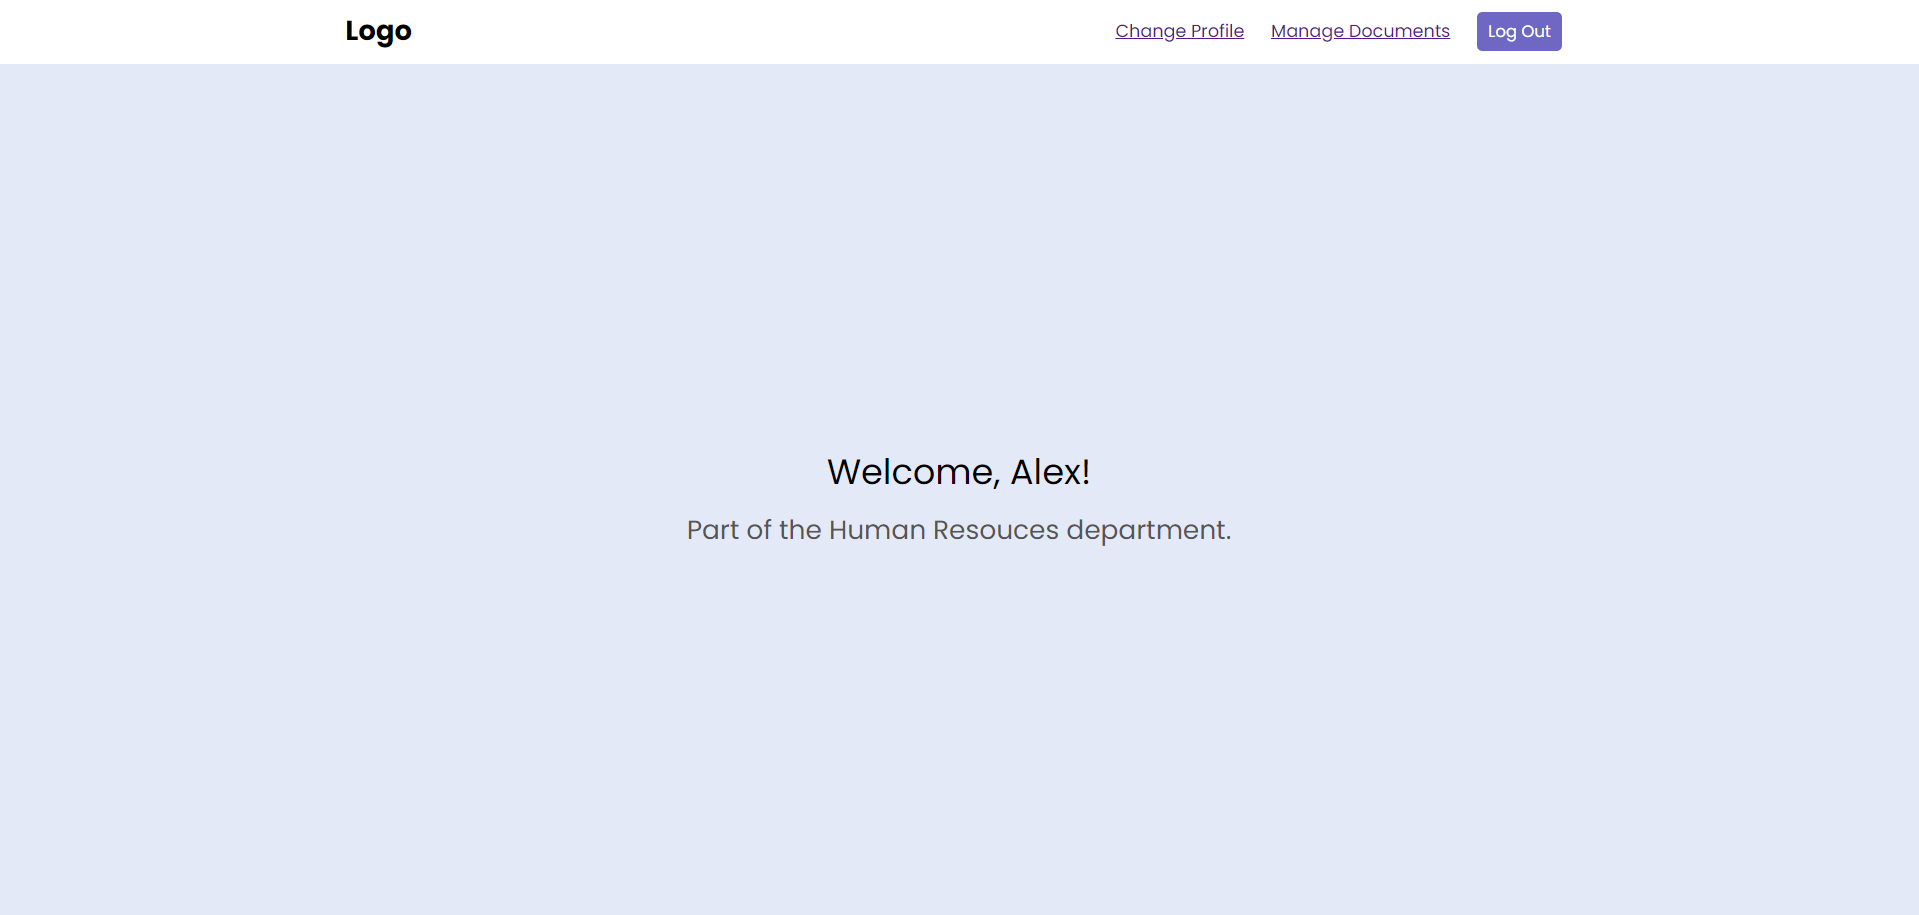 Logo
Change Profile Manage Documents Log Out
Welcome, Alex!
Part of the Human Resouces department.